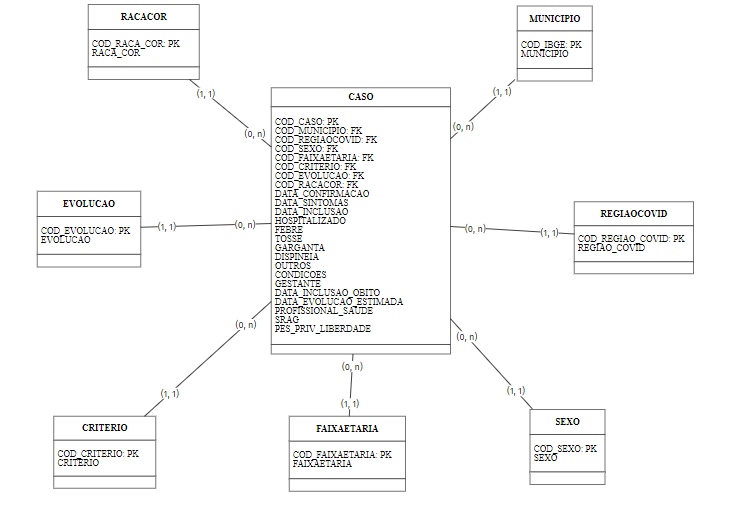 RACACOR
COD_RACA_COR: PK
RACA_COR
(1, 1)
(0, n)
MUNICIPIO
COD_IBGE: PK
MUNICIPIO
(1, 1)
(0, n)
CASO
COD_CASO: PK
COD_MUNICIPIO: FK
COD_REGIAOCOVID: FK
COD_SEXO: FK
COD_FAIXAETARIA: FK
COD_CRITERIO: FK
COD_EVOLUCAO: FK
COD_RACACOR: FK
DATA_CONFIRMACAO
DATA_SINTOMAS
DATA_INCLUSAO
HOSPITALIZADO
FEBRE
TOSSE
GARGANTA
DISPINEIA
OUTROS
CONDICOES
GESTANTE
DATA_INCLUSAO_OBITO
DATA_EVOLUCAO_ESTIMADA
PROFISSIONAL_SAUDE
SRAG
PES_PRIV_LIBERDADE
EVOLUCAO
COD_EVOLUCAO: PK
EVOLUCAO
(1, 1)
(0, n)
REGIAOCOVID
COD_REGIAO_COVID: PK
REGIAO_COVID
(0, n)
(1, 1)
(0, n)
(1, 1)
CRITERIO
COD_CRITERIO: PK
CRITERIO
(0, n)
(1, 1)
FAIXAETARIA
COD_FAIXAETARIA: PK
FAIXAETARIA
(0, n)
(1, 1)
SEXO
COD_SEXO: PK
SEXO